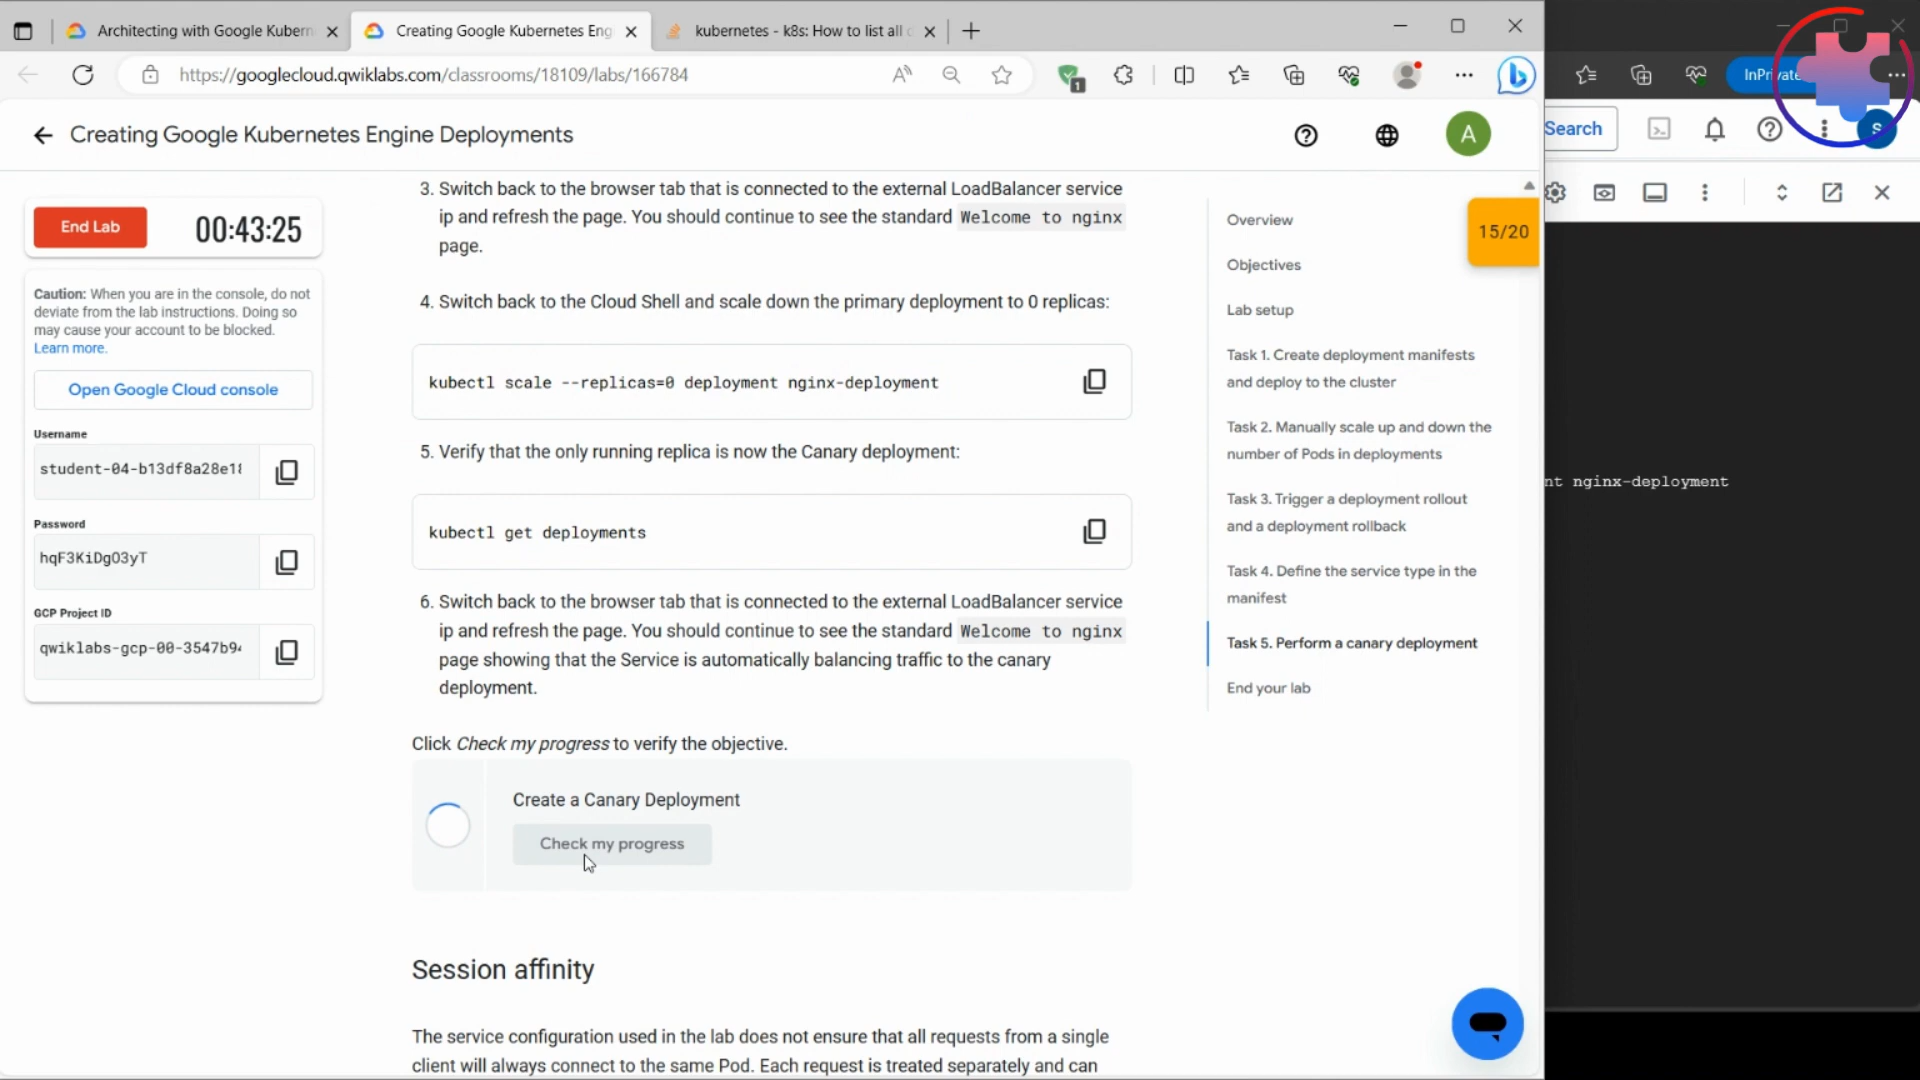 Architecting with Google Kubern
Creating Google Kubernetes Eng
kubernetes - k8s: How to list all
https://googlecloud.qwiklabs.com/classrooms/18109/labs/166784
1
InPrivate
Creating Google Kubernetes Engine Deployments
A
Search
S
End Lab
00:43:25
Caution: When you are in the console, do not
deviate from the lab instructions. Doing so
may cause your account to be blocked.
Learn more.
Open Google Cloud console
Username
student-04-b13df8a28e18
Password
hqF3KiDgO3yT
GCP Project ID
qwiklabs-gcp-00-3547b94
3. Switch back to the browser tab that is connected to the external LoadBalancer service
ip and refresh the page. You should continue to see the standard Welcome to nginx
page.
4. Switch back to the Cloud Shell and scale down the primary deployment to 0 replicas:
kubectl scale --replicas=0 deployment nginx-deployment
5. Verify that the only running replica is now the Canary deployment:
kubectl get deployments
6. Switch back to the browser tab that is connected to the external LoadBalancer service
ip and refresh the page. You should continue to see the standard Welcome to nginx
page showing that the Service is automatically balancing traffic to the canary
deployment.
Click Check my progress to verify the objective.
Create a Canary Deployment
Check my progress
Session affinity
The service configuration used in the lab does not ensure that all requests from a single
client will always connect to the same Pod. Each request is treated separately and can
Overview
Objectives
Lab setup
Task 1. Create deployment manifests
and deploy to the cluster
Task 2. Manually scale up and down the
number of Pods in deployments
Task 3. Trigger a deployment rollout
and a deployment rollback
Task 4. Define the service type in the
manifest
Task 5. Perform a canary deployment
End your lab
15/20
nt nginx-deployment